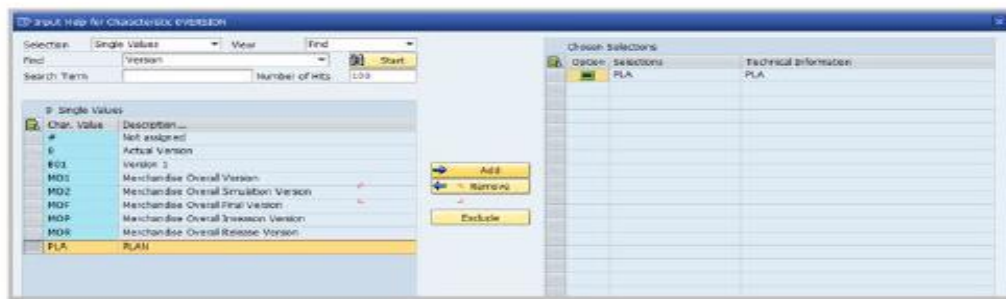 Input Help for Characteristic 0VERSION
Selection Single Values View Find
Find Version Start
Search Term Number of Hits 100
Single Values
Char. Value Description
# Not assigned
0 Actual Version
B01 Version 1
MO1 Merchandise Overall Version
MO2 Merchandise Overall Simulation Version
MOF Merchandise Overall Final Version
MOP Merchandise Overall Inseason Version
MOR Merchandise Overall Release Version
PLA PLAN
Add
Remove
Exclude
Chosen Selections
Option Selections Technical Information
PLA PLA